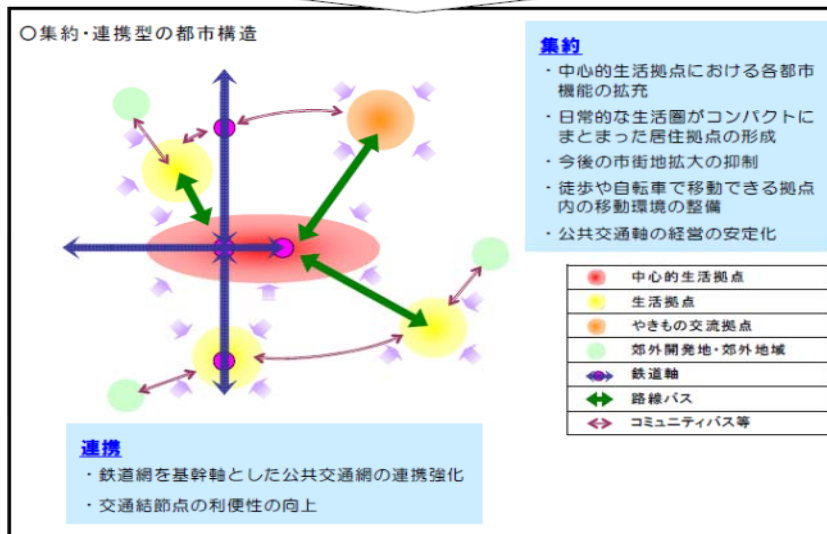 〇集約・連携型の都市構造
集約
・中心的生活拠点における各都市
機能の拡充
・日常的な生活圏がコンパクトに
まとまった居住拠点の形成
・今後の市街地拡大の抑制
・徒歩や自転車で移動できる拠点
内の移動環境の整備
・公共交通軸の経営の安定化
中心的生活拠点
生活拠点
やきもの交流拠点
郊外開発地・郊外地域
鉄道軸
路線バス
コミュニティバス等
連携
・鉄道網を基幹軸とした公共交通網の連携強化
・交通結節点の利便性の向上